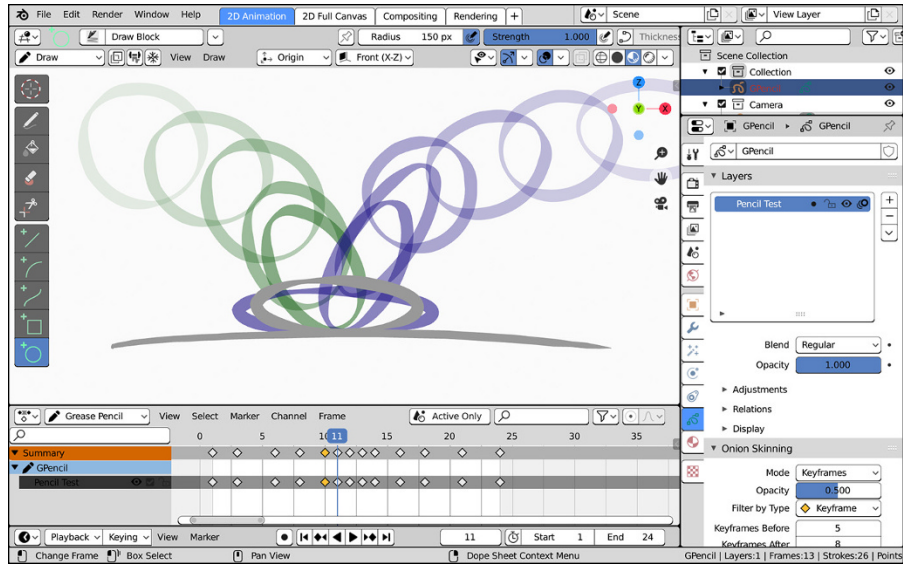 File Edit Render Window Help 2D Animation 2D Full Canvas Compositing Rendering + Scene View Layer
Draw Block Radius 150 px Strength 1.000 Thicknes
Draw View Draw Origin Front (X-Z)
Z
Y
X
Scene Collection
Collection
Camera
GPencil GPencil
GPencil
Layers
Pencil Test
Blend Regular
Opacity 1.000
Adjustments
Relations
Display
Onion Skinning
Mode Keyframes
Opacity 0.500
Filter by Type Keyframe
Keyframes Before 5
Keyframes After 8
Grease Pencil View Select Marker Channel Frame Active Only
0 5 11 15 20 25 30 35
Summary
GPencil
Pencil Test
Playback Keying View Marker 11 Start 1 End 24
Change Frame Box Select Pan View Dope Sheet Context Menu GPencil | Layers:1 | Frames:13 | Strokes:26 | Points